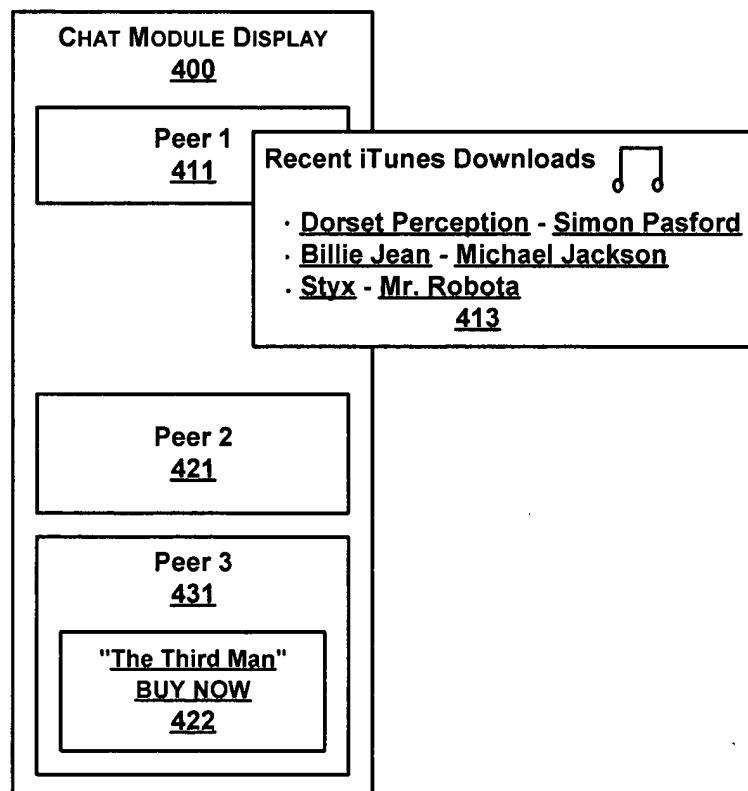 CHAT MODULE DISPLAY
400
Peer 1
411
Recent iTunes Downloads
· Dorset Perception - Simon Pasford
· Billie Jean - Michael Jackson
· Styx - Mr. Robota
413
Peer 2
421
Peer 3
431
"The Third Man"
BUY NOW
422